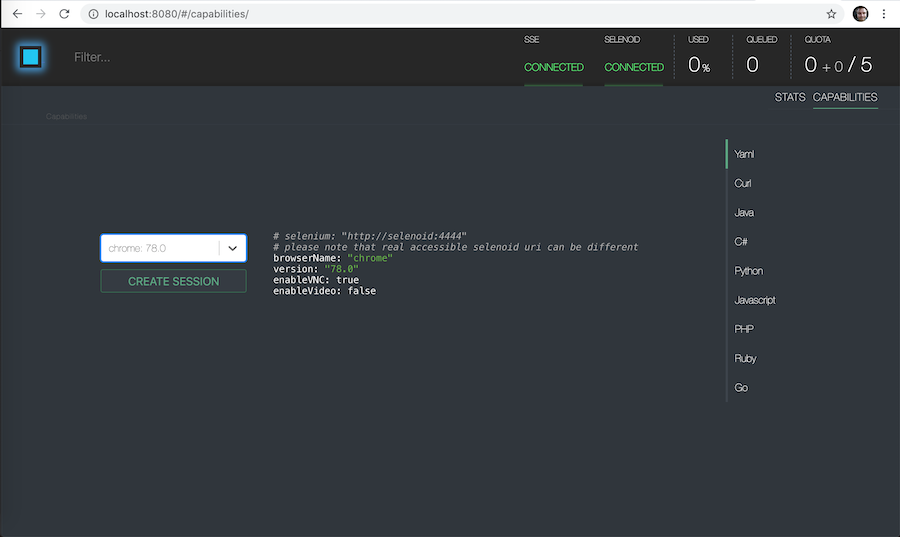 localhost:8080/#/capabilities/
Filter...
SSE
CONNECTED
SELENOID
CONNECTED
USED
0%
QUEUED
0
QUOTA
0 + 0 / 5
STATS CAPABILITIES
Capabilities
chrome: 78.0
CREATE SESSION
# selenium: "http://selenoid:4444"
# please note that real accessible selenoid uri can be different
browserName: "chrome"
version: "78.0"
enableVNC: true
enableVideo: false
Yaml
Curl
Java
C#
Python
Javascript
PHP
Ruby
Go